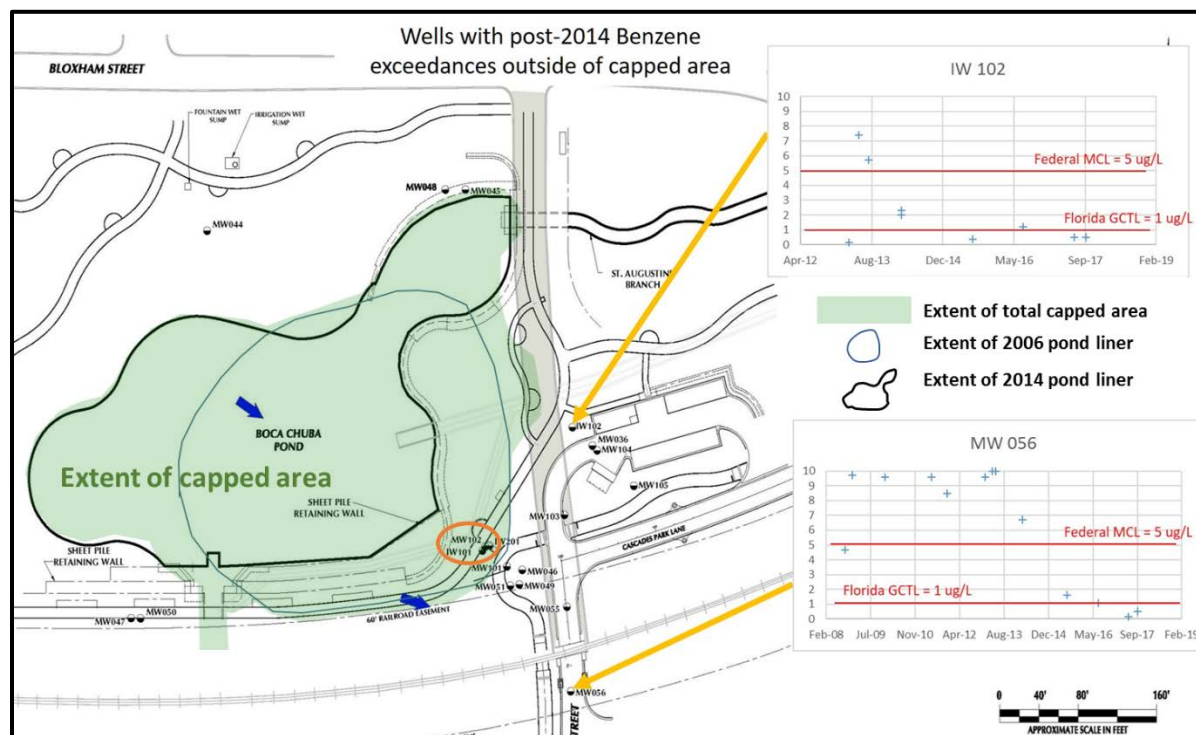 Wells with post-2014 Benzene
exceedances outside of capped area
BLOXHAM STREET
FOUNTAIN WET
SUMP
IRRIGATION WET
SUMP
MW048
MW045
MW044
ST. AUGUSTINE
BRANCH
BOCA CHUBA
POND
Extent of capped area
SHEET PILE
RETAINING WALL
SHEET PILE
RETAINING WALL
IW102
MW036
MW104
MW105
MW103
CASCADES PARK LANE
MW102
IW201
IW101
MW101
MW046
MW051
MW049
MW050
MW047
60' RAILROAD EASEMENT
MW055
MW056
STREET
IW 102
10
9
8
7
6
5
4
3
2
1
0
Federal MCL = 5 ug/L
Florida GCTL = 1 ug/L
Apr-12 Aug-13 Dec-14 May-16 Sep-17 Feb-19
Extent of total capped area
Extent of 2006 pond liner
Extent of 2014 pond liner
MW 056
10
9
8
7
6
5
4
3
2
1
0
Federal MCL = 5 ug/L
Florida GCTL = 1 ug/L
Feb-08 Jul-09 Nov-10 Apr-12 Aug-13 Dec-14 May-16 Sep-17 Feb-19
0 40' 80' 120' 160'
APPROXIMATE SCALE IN FEET